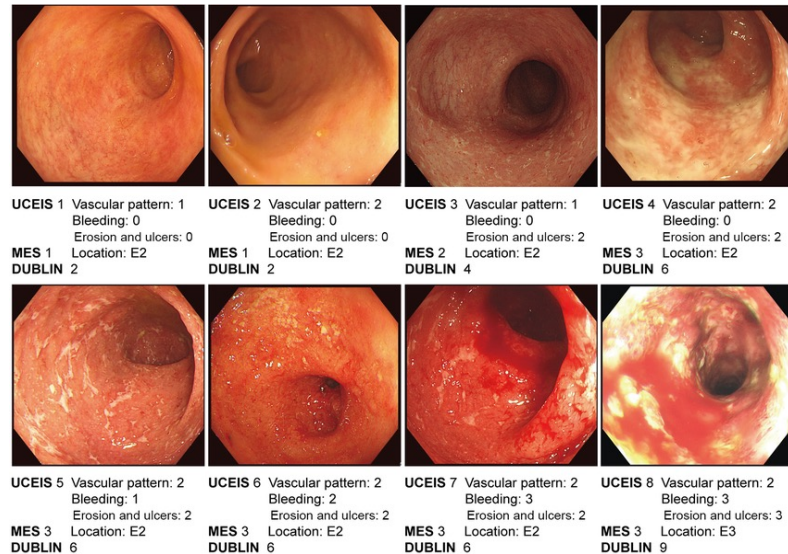 UCEIS 1 Vascular pattern: 1
Bleeding: 0
Erosion and ulcers: 0
MES 1 Location: E2
DUBLIN 2
UCEIS 2 Vascular pattern: 2
Bleeding: 0
Erosion and ulcers: 0
MES 1 Location: E2
DUBLIN 2
UCEIS 3 Vascular pattern: 1
Bleeding: 0
Erosion and ulcers: 2
MES 2 Location: E2
DUBLIN 4
UCEIS 4 Vascular pattern: 2
Bleeding: 0
Erosion and ulcers: 2
MES 3 Location: E2
DUBLIN 6
UCEIS 5 Vascular pattern: 2
Bleeding: 1
Erosion and ulcers: 2
MES 3 Location: E2
DUBLIN 6
UCEIS 6 Vascular pattern: 2
Bleeding: 2
Erosion and ulcers: 2
MES 3 Location: E2
DUBLIN 6
UCEIS 7 Vascular pattern: 2
Bleeding: 3
Erosion and ulcers: 2
MES 3 Location: E2
DUBLIN 6
UCEIS 8 Vascular pattern: 2
Bleeding: 3
Erosion and ulcers: 3
MES 3 Location: E3
DUBLIN 9